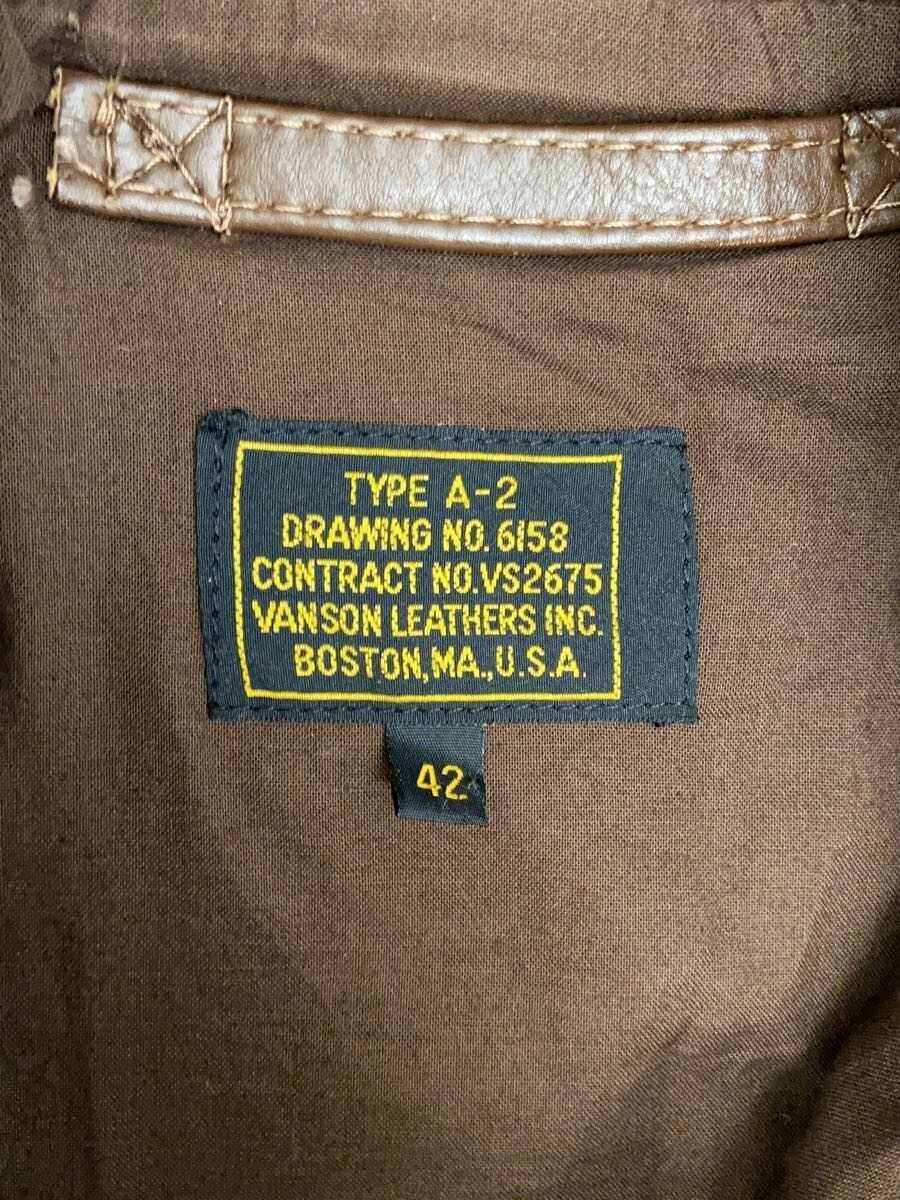 TYPE A-2
DRAWING NO. 6158
CONTRACT NO.VS2675
VANSON LEATHERS INC.
BOSTON, MA., U.S.A.
42